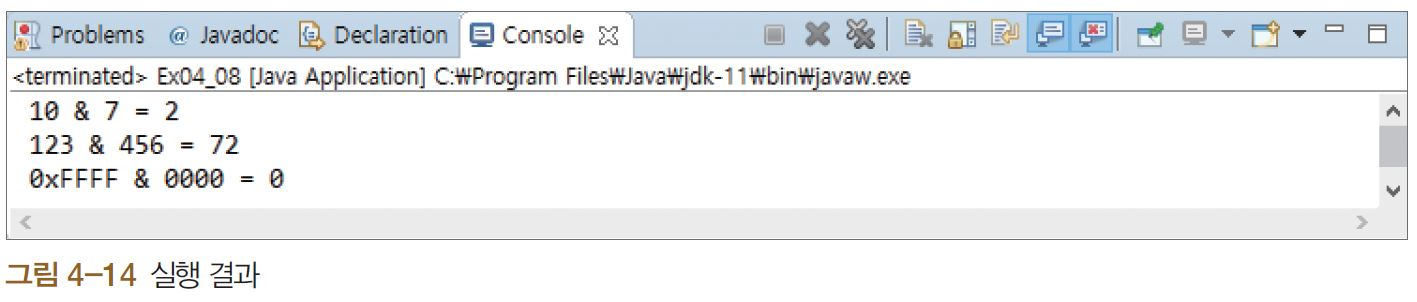 Problems @ Javadoc Declaration Console
<terminated> Ex04_08 [Java Application] C:₩Program Files₩Java₩jdk-11₩bin₩javaw.exe
10 & 7 = 2
123 & 456 = 72
0xFFFF & 0000 = 0
그림 4-14 실행 결과